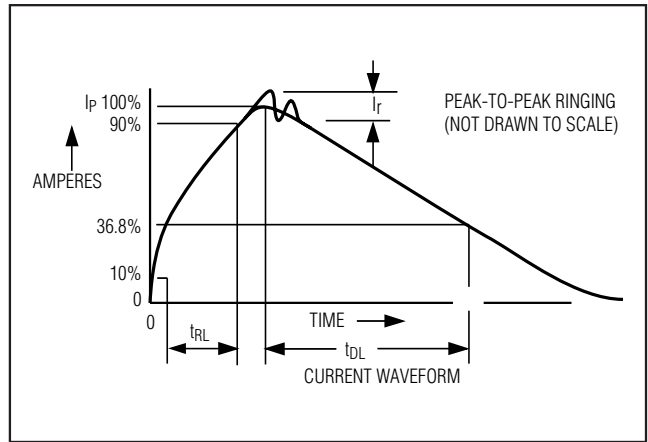 IP 100%
90%
AMPERES
36.8%
10%
0
0
tRL
TIME
tDL
CURRENT WAVEFORM
Ir
PEAK-TO-PEAK RINGING
(NOT DRAWN TO SCALE)